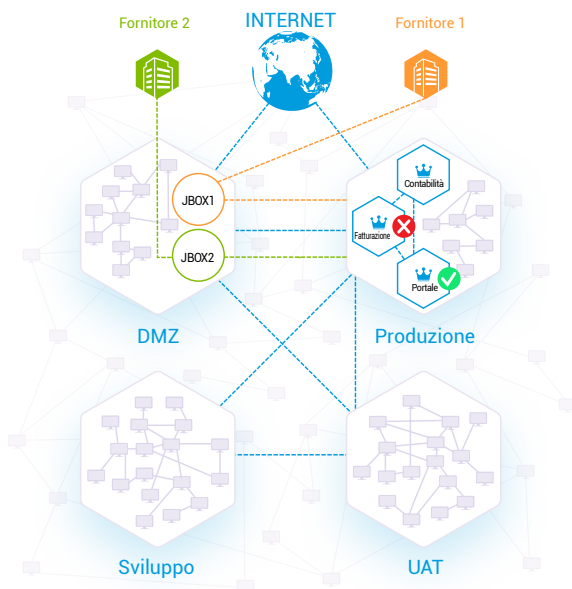 INTERNET
Fornitore 2
Fornitore 1
Contabilità
JBOX1
Fatturazione
JBOX2
Portale
DMZ
Produzione
Sviluppo
UAT